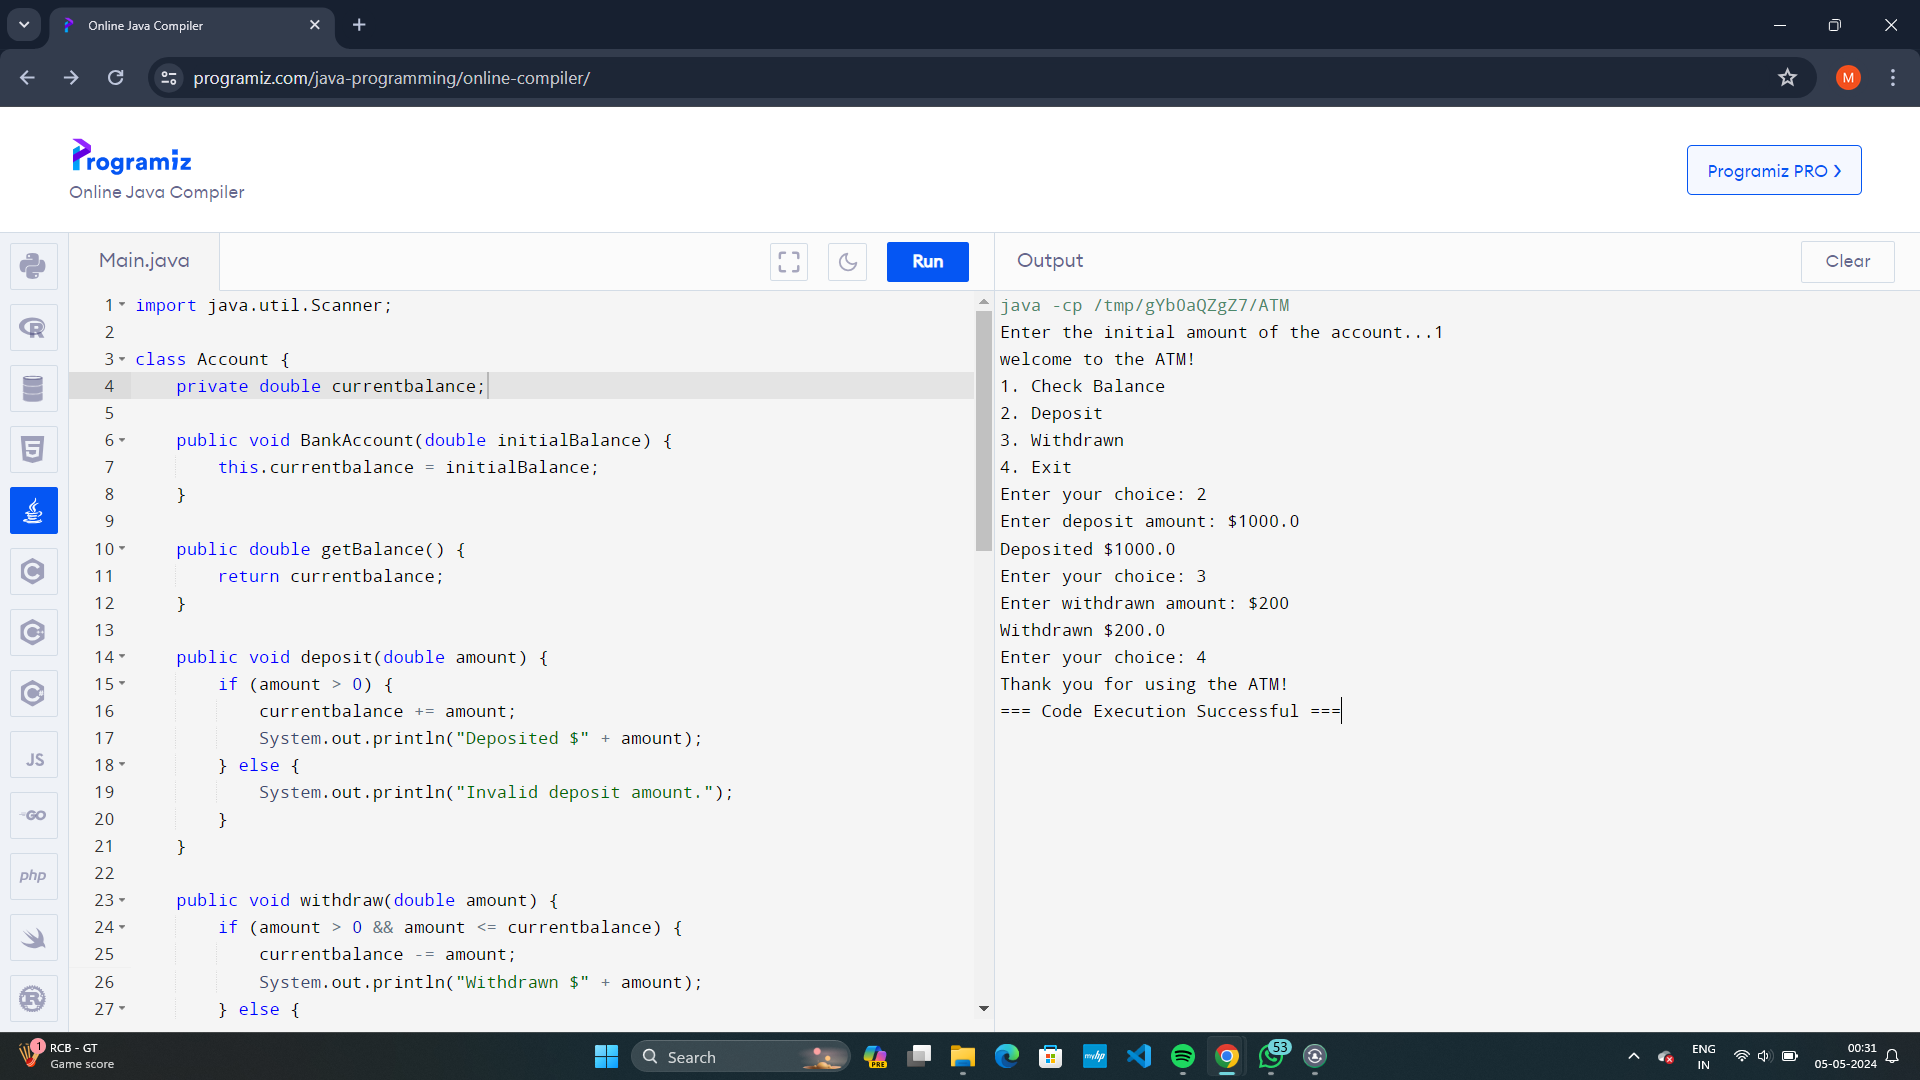 Online Java Compiler
programiz.com/java-programming/online-compiler/
M
Programiz
Online Java Compiler
Programiz PRO
Main.java
Run
Output
Clear
1 import java.util.Scanner;
2
3 class Account {
4 private double currentbalance;
5
6 public void BankAccount(double initialBalance) {
7 this.currentbalance = initialBalance;
8 }
9
10 public double getBalance() {
11 return currentbalance;
12 }
13
14 public void deposit(double amount) {
15 if (amount > 0) {
16 currentbalance += amount;
17 System.out.println("Deposited $" + amount);
18 } else {
19 System.out.println("Invalid deposit amount.");
20 }
21 }
22
23 public void withdraw(double amount) {
24 if (amount > 0 && amount <= currentbalance) {
25 currentbalance -= amount;
26 System.out.println("Withdrawn $" + amount);
27 } else {
java -cp /tmp/gYb0aQZgZ7/ATM
Enter the initial amount of the account...1
welcome to the ATM!
1. Check Balance
2. Deposit
3. Withdrawn
4. Exit
Enter your choice: 2
Enter deposit amount: $1000.0
Deposited $1000.0
Enter your choice: 3
Enter withdrawn amount: $200
Withdrawn $200.0
Enter your choice: 4
Thank you for using the ATM!
=== Code Execution Successful ===
JS
GO
php
1
RCB - GT
Game score
Search
PRE
myhp
53
ENG
IN
00:31
05-05-2024